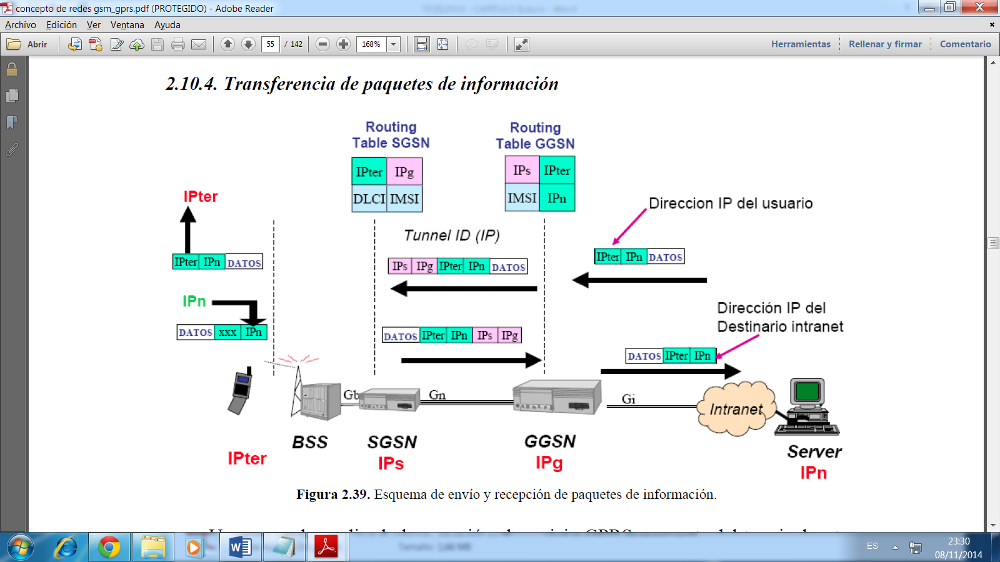 concepto de redes gsm_gprs.pdf (PROTEGIDO) - Adobe Reader
Archivo Edición Ver Ventana Ayuda
Abrir 55 / 142 168% Herramientas Rellenar y firmar Comentario
2.10.4. Transferencia de paquetes de información
Routing
Table SGSN
Routing
Table GGSN
IPter IPg
DLCI IMSI
IPs IPter
IMSI IPn
IPter
Direccion IP del usuario
Tunnel ID (IP)
IPter IPn DATOS
IPs IPg IPter IPn DATOS
IPter IPn DATOS
IPn
Dirección IP del
Destinario intranet
DATOS xxx IPn
DATOS IPter IPn IPs IPg
DATOS IPter IPn
Gb Gn Gi
Intranet
BSS SGSN GGSN Server
IPter IPs IPg IPn
Figura 2.39. Esquema de envío y recepción de paquetes de información.
ES 23:30
08/11/2014